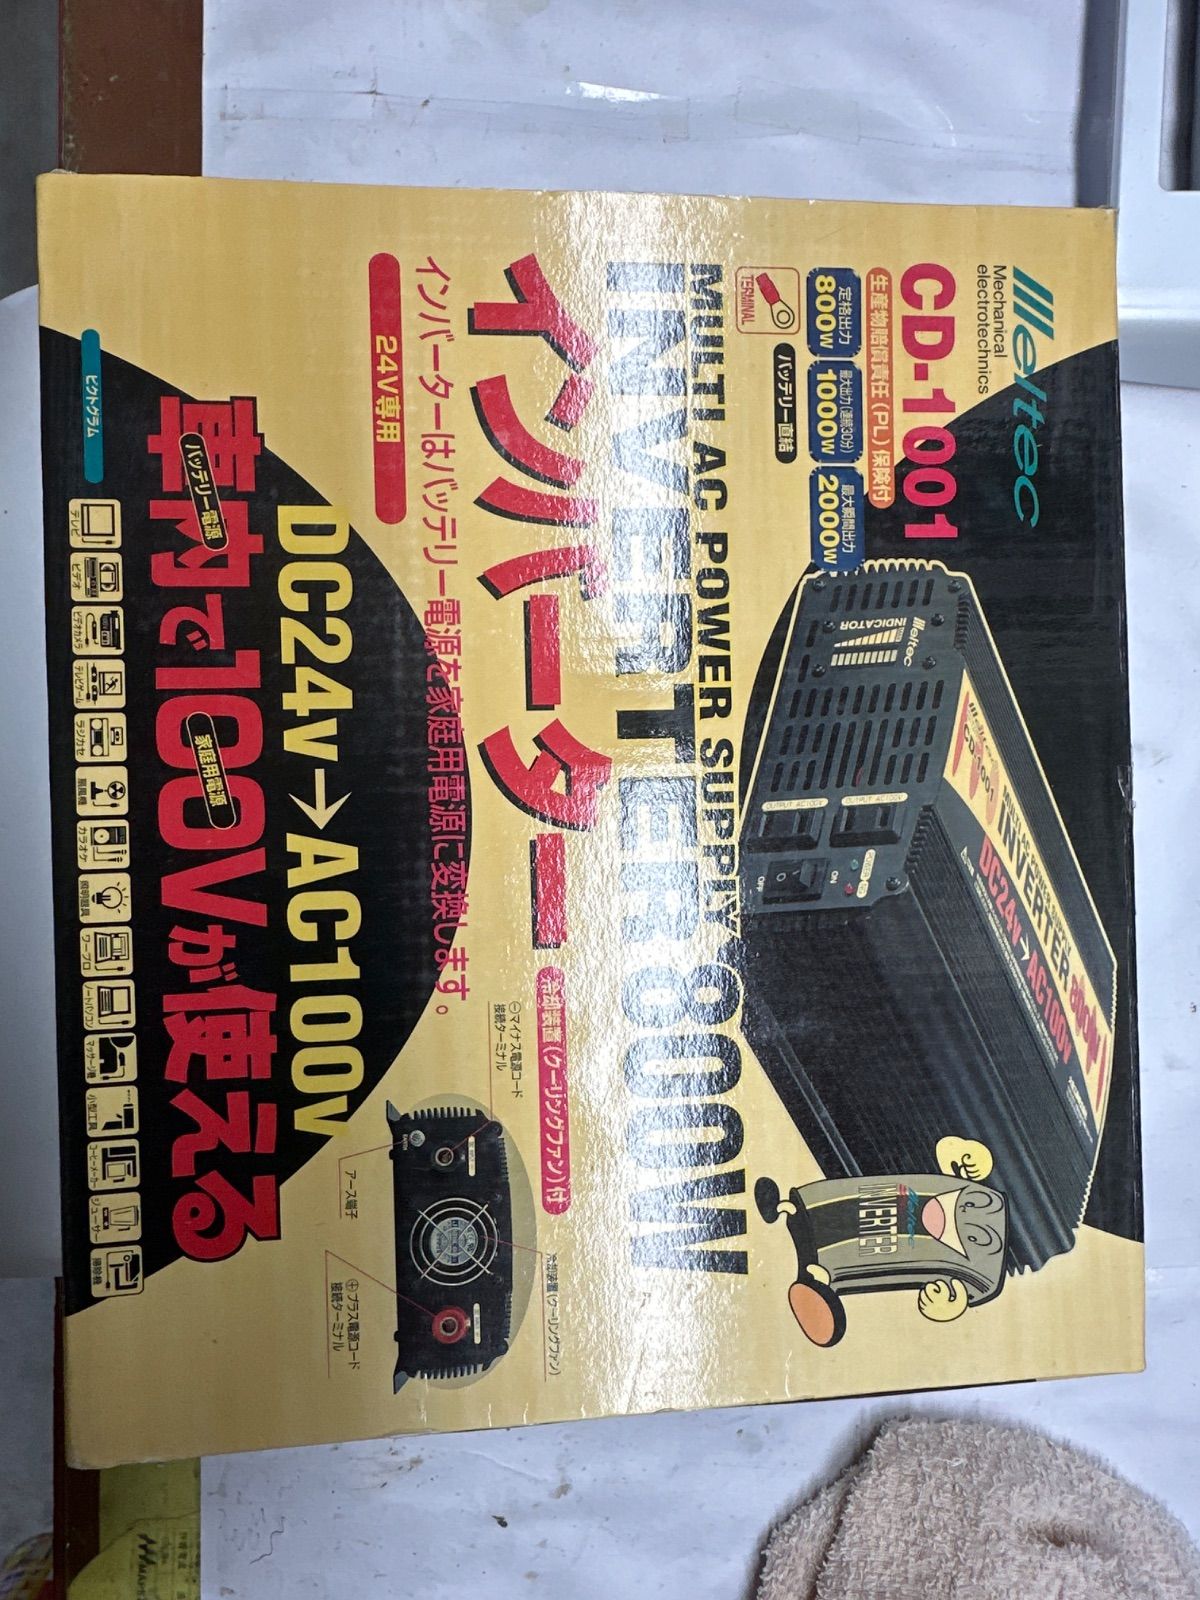 Meltec
Mechanical
electrotechnics
CD-1001
生産物賠償責任(PL)保険付
定格出力
800W
最大出力(連続30分)
1000W
最大瞬間出力
2000W
TERMINAL
バッテリー直結
Meltec
INDICATOR
OUTPUT AC100V
OUTPUT AC100V
ON
OFF
Meltec
CD-1001
MULTI AC POWER SUPPLY
INVERTER 800W
DC24V→AC100V
Meltec
INVERTER
MULTI AC POWER SUPPLY
INVERTER 800W
インバーター
冷却装置(クーリングファン)付
インバーターはバッテリー電源を家庭用電源に変換します。
24V専用
⊖マイナス電源コード
接続ターミナル
冷却装置(クーリングファン)
アース端子
⊕プラス電源コード
接続ターミナル
DC24V→AC100V
車内で100Vが使える
バッテリー電源
家庭用電源
ピクトグラム
テレビ
ビデオ
ビデオカメラ
テレビゲーム
ラジカセ
扇風機
カラオケ
照明器具
ワープロ
ノートパソコン
マッサージ機
小型工具
コーヒーメーカー
ジューサー
掃除機